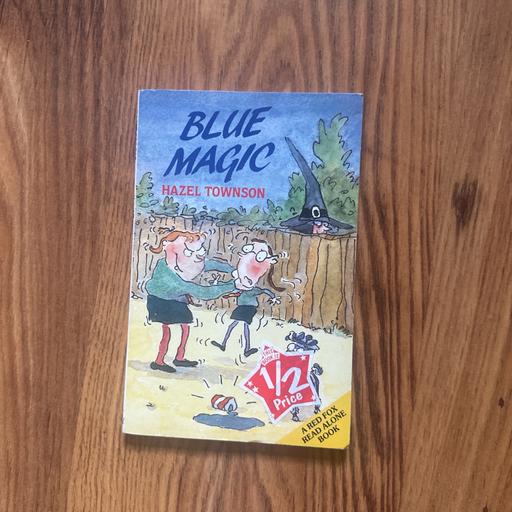 BLUE
MAGIC
HAZEL TOWNSON
1/2
Price
A RED FOX
READ ALONE
BOOK